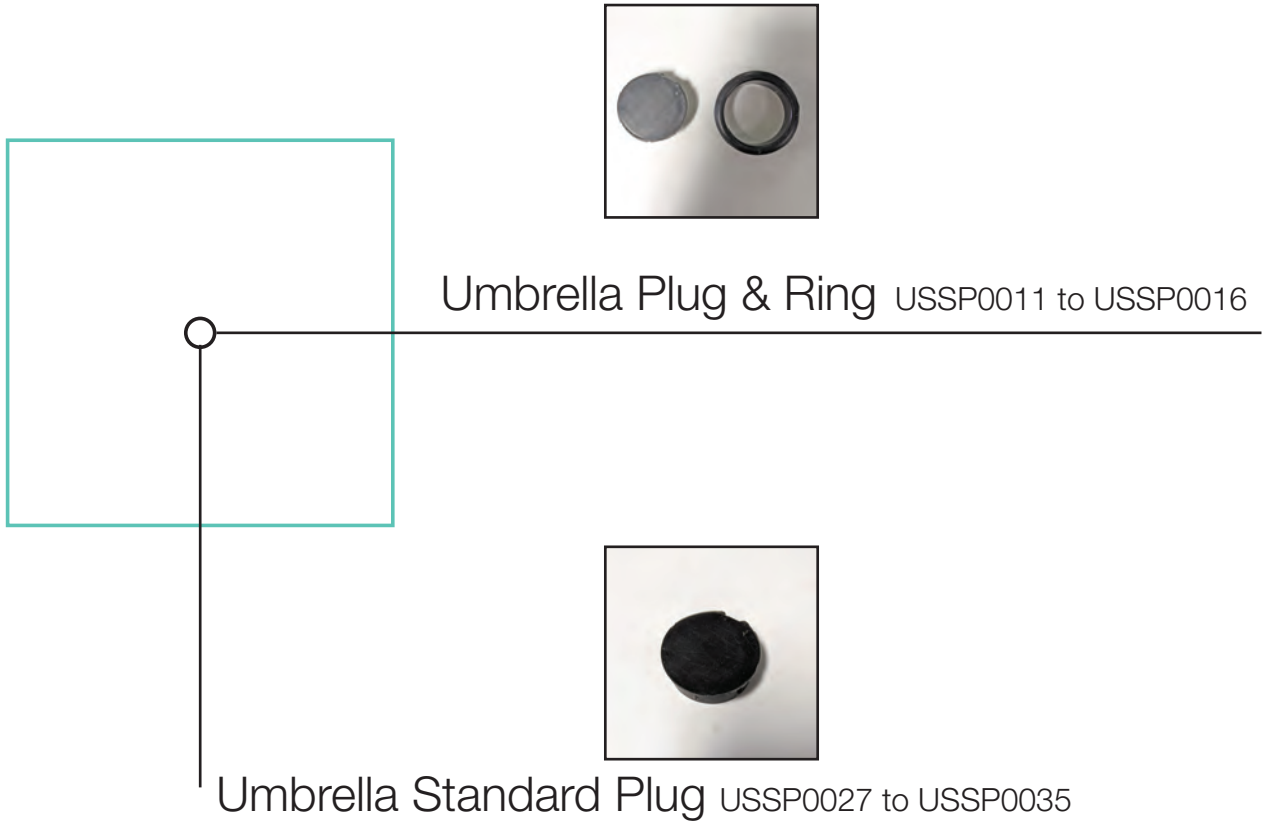 Umbrella Plug & Ring USSP0011 to USSP0016
Umbrella Standard Plug USSP0027 to USSP0035